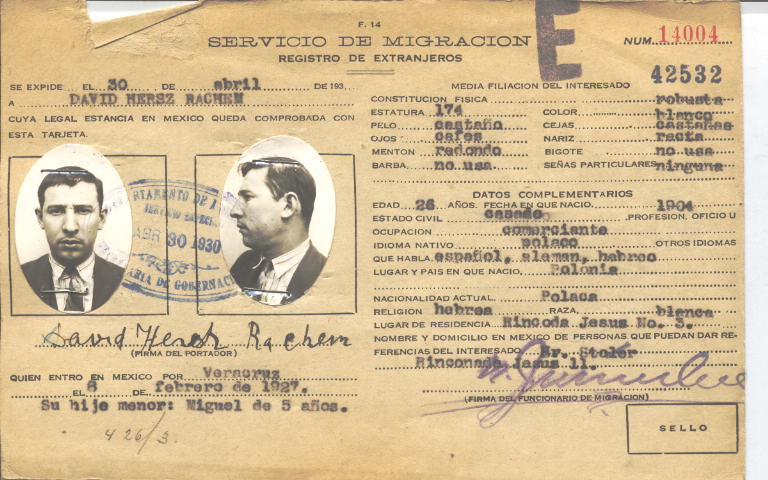 F. 14
SERVICIO DE MIGRACION
REGISTRO DE EXTRANJEROS
E
NUM. 14004
42532
SE EXPIDE EL 30 DE abril DE 193
A DAVID HERSZ RACHEM
CUYA LEGAL ESTANCIA EN MEXICO QUEDA COMPROBADA CON
ESTA TARJETA.
ABR 30 1930
David Hersch Rachem
(FIRMA DEL PORTADOR)
QUIEN ENTRO EN MEXICO POR Veracruz
EL 8 DE febrero de 1927.
Su hijo menor: Miguel de 5 años.
426/3
MEDIA FILIACION DEL INTERESADO
CONSTITUCION FISICA robusta
ESTATURA 174 COLOR blanco
PELO castaño CEJAS castañas
OJOS cafes NARIZ recta
MENTON redondo BIGOTE no usa
BARBA no usa SEÑAS PARTICULARES ninguna
DATOS COMPLEMENTARIOS
EDAD 26 AÑOS. FECHA EN QUE NACIO. 1904
ESTADO CIVIL casado PROFESION, OFICIO U
OCUPACION comerciante
IDIOMA NATIVO polaco OTROS IDIOMAS
QUE HABLA español, aleman, hebreo
LUGAR Y PAIS EN QUE NACIO, Polonia
NACIONALIDAD ACTUAL Polaca
RELIGION hebrea RAZA, blanca
LUGAR DE RESIDENCIA Rincoda Jesus No. 3.
NOMBRE Y DOMICILIO EN MEXICO DE PERSONAS QUE PUEDAN DAR RE-
FERENCIAS DEL INTERESADO Sr. Stoler
Rinconada Jesus 11.
(FIRMA DEL FUNCIONARIO DE MIGRACION)
SELLO